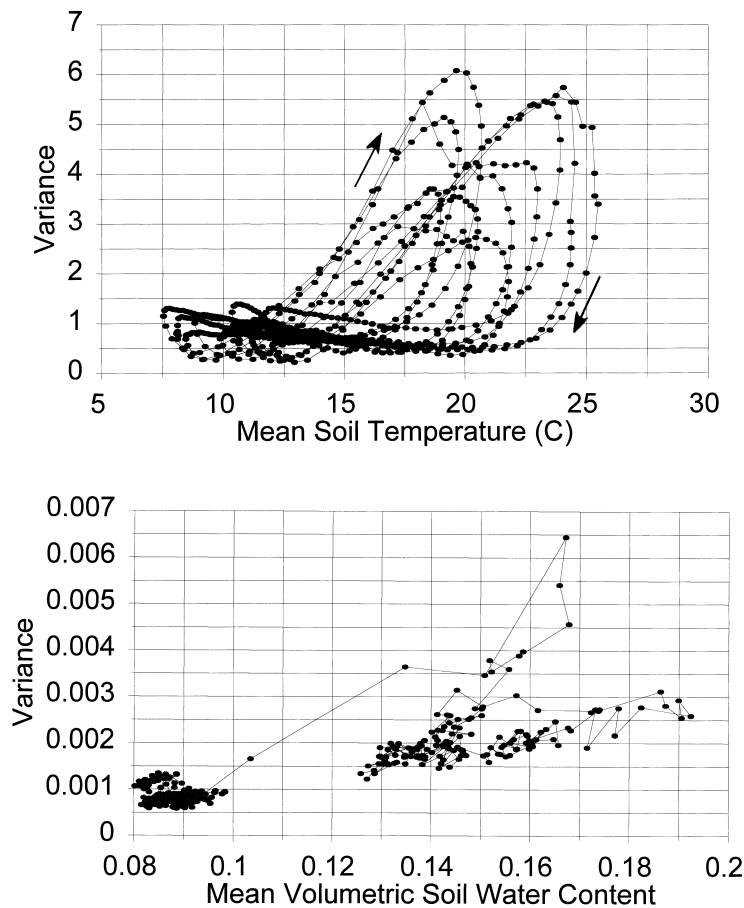 7
6
5
4
3
2
1
0
Variance
5 10 15 20 25 30
Mean Soil Temperature (C)
0.007
0.006
0.005
0.004
0.003
0.002
0.001
0
Variance
0.08 0.1 0.12 0.14 0.16 0.18 0.2
Mean Volumetric Soil Water Content